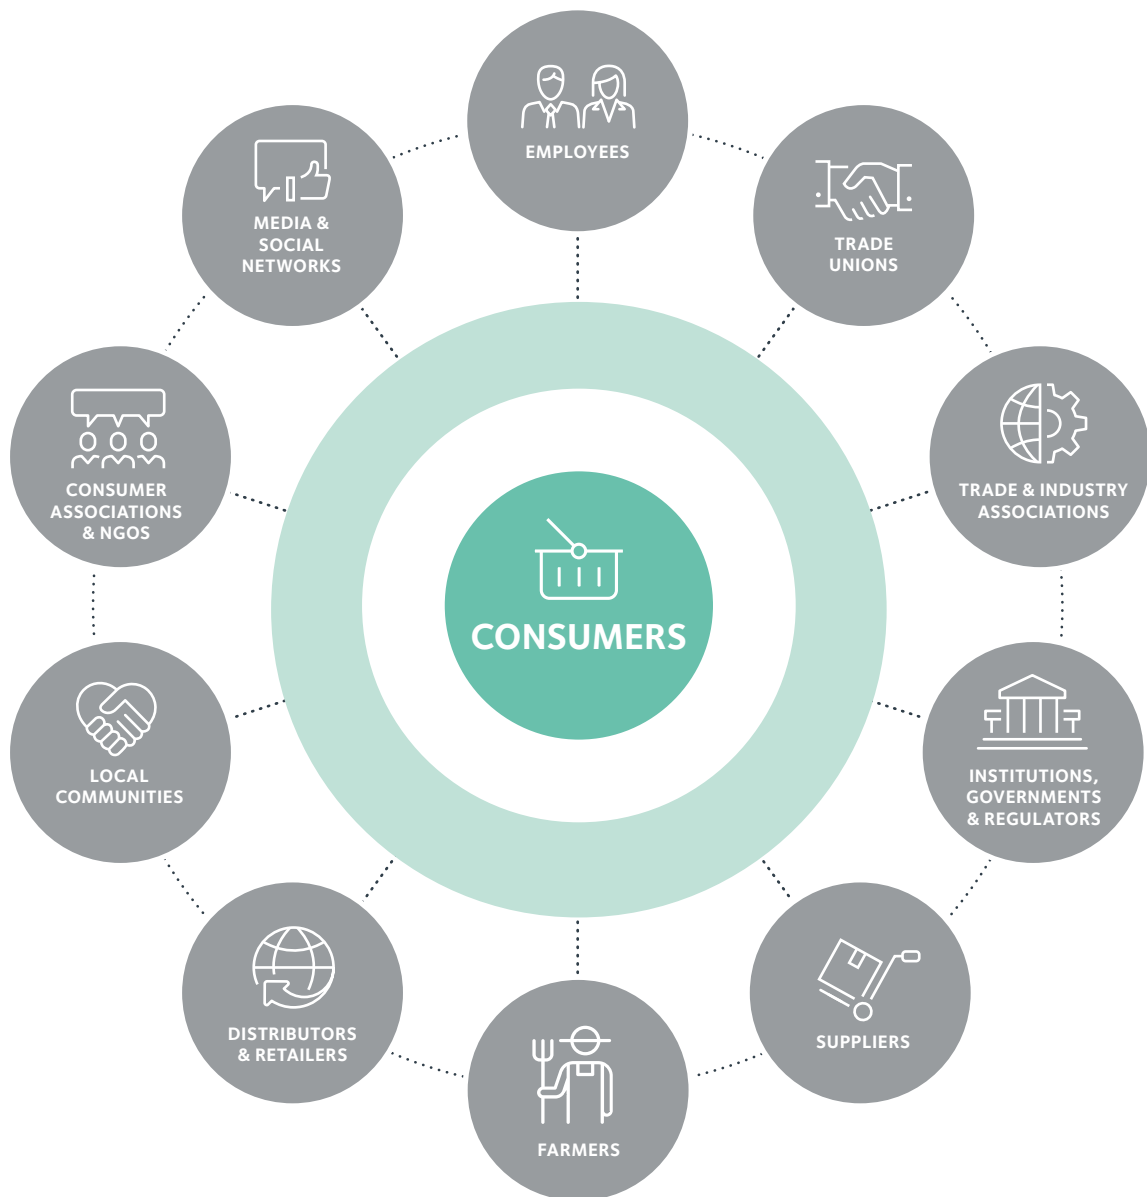 EMPLOYEES
TRADE
UNIONS
TRADE & INDUSTRY
ASSOCIATIONS
INSTITUTIONS,
GOVERNMENTS
& REGULATORS
SUPPLIERS
FARMERS
DISTRIBUTORS
& RETAILERS
LOCAL
COMMUNITIES
CONSUMER
ASSOCIATIONS
& NGOS
MEDIA &
SOCIAL
NETWORKS
CONSUMERS